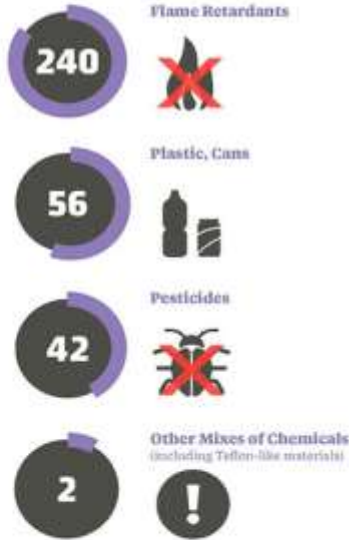 Flame Retardants
240
Plastic, Cans
56
Pesticides
42
Other Mixes of Chemicals
(including Teflon-like materials)
2
!